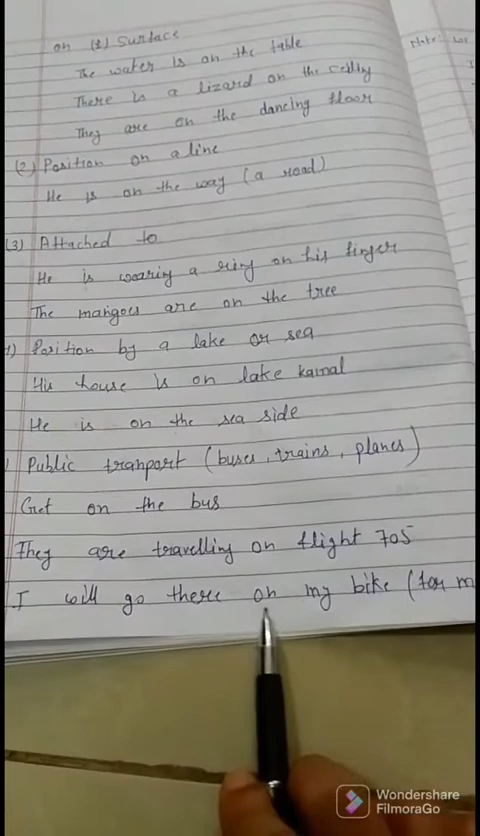 on (1) Surface
The water is on the table
There is a lizard on the ceiling
They are on the dancing floor
(2) Position on a line
He is on the way (a road)
(3) Attached to
He is wearing a ring on his finger
The mangoes are on the tree
) Position by a lake or sea
His house is on lake kamal
He is on the sea side
) Public tranport (buses, trains, planes)
Get on the bus
They are travelling on flight 705
I will go there on my bike (for m
Note: we
Wondershare
FilmoraGo